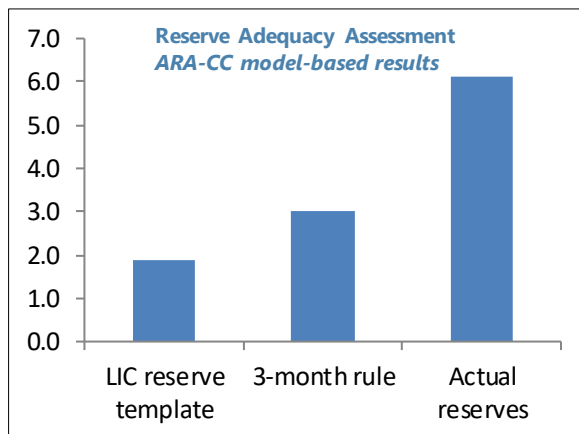 Reserve Adequacy Assessment
ARA-CC model-based results
7.0
6.0
5.0
4.0
3.0
2.0
1.0
0.0
LIC reserve
template
3-month rule
Actual
reserves